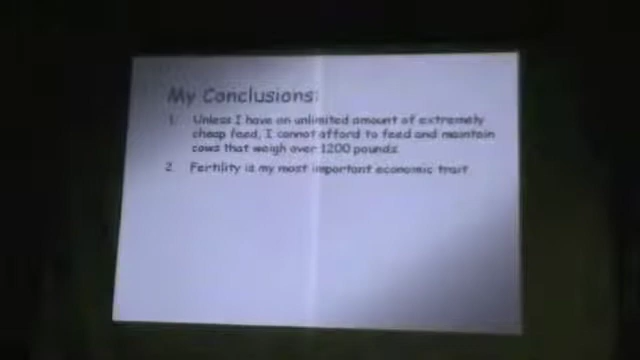 My Conclusions:
1. Unless I have an unlimited amount of extremely
cheap feed, I cannot afford to feed and maintain
cows that weigh over 1200 pounds.
2. Fertility is my most important economic trait